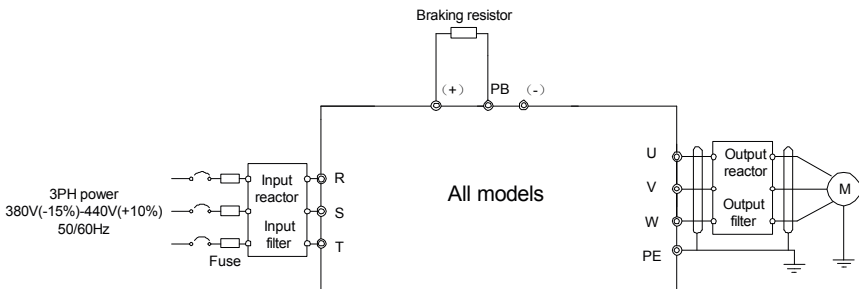 Braking resistor
（+） PB （-）
3PH power
380V(-15%)-440V(+10%)
50/60Hz
Fuse
Input
reactor
Input
filter
R
S
T
All models
U
V
W
PE
Output
reactor
Output
filter
M